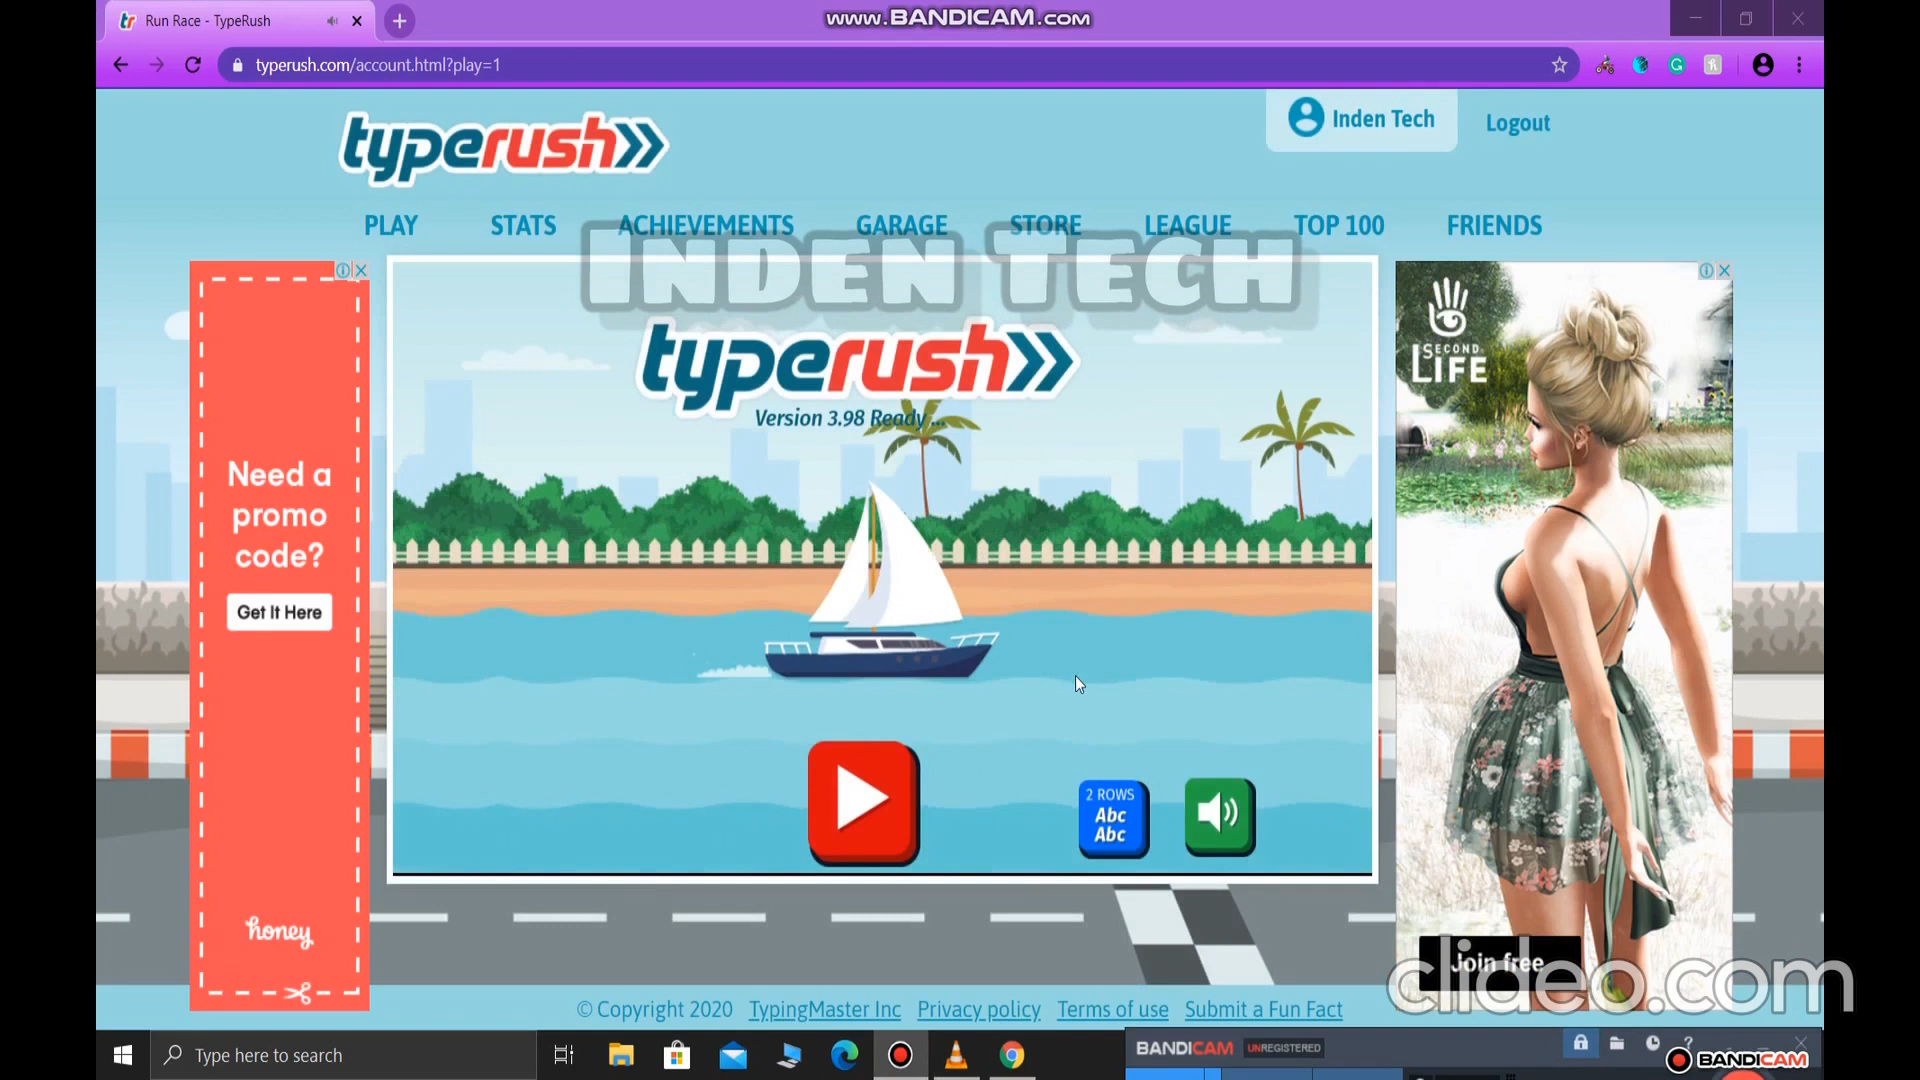 Run Race - TypeRush
www.BANDICAM.com
typerush.com/account.html?play=1
typerush
Inden Tech
Logout
PLAY
STATS
ACHIEVEMENTS
GARAGE
STORE
LEAGUE
TOP 100
FRIENDS
INDEN TECH
typerush
Version 3.98 Ready ...
Need a
promo
code?
Get It Here
honey
SECOND
LIFE
2 ROWS
Abc
Abc
Join free
clideo.com
© Copyright 2020
TypingMaster Inc
Privacy policy
Terms of use
Submit a Fun Fact
Type here to search
BANDICAM
UNREGISTERED
BANDICAM